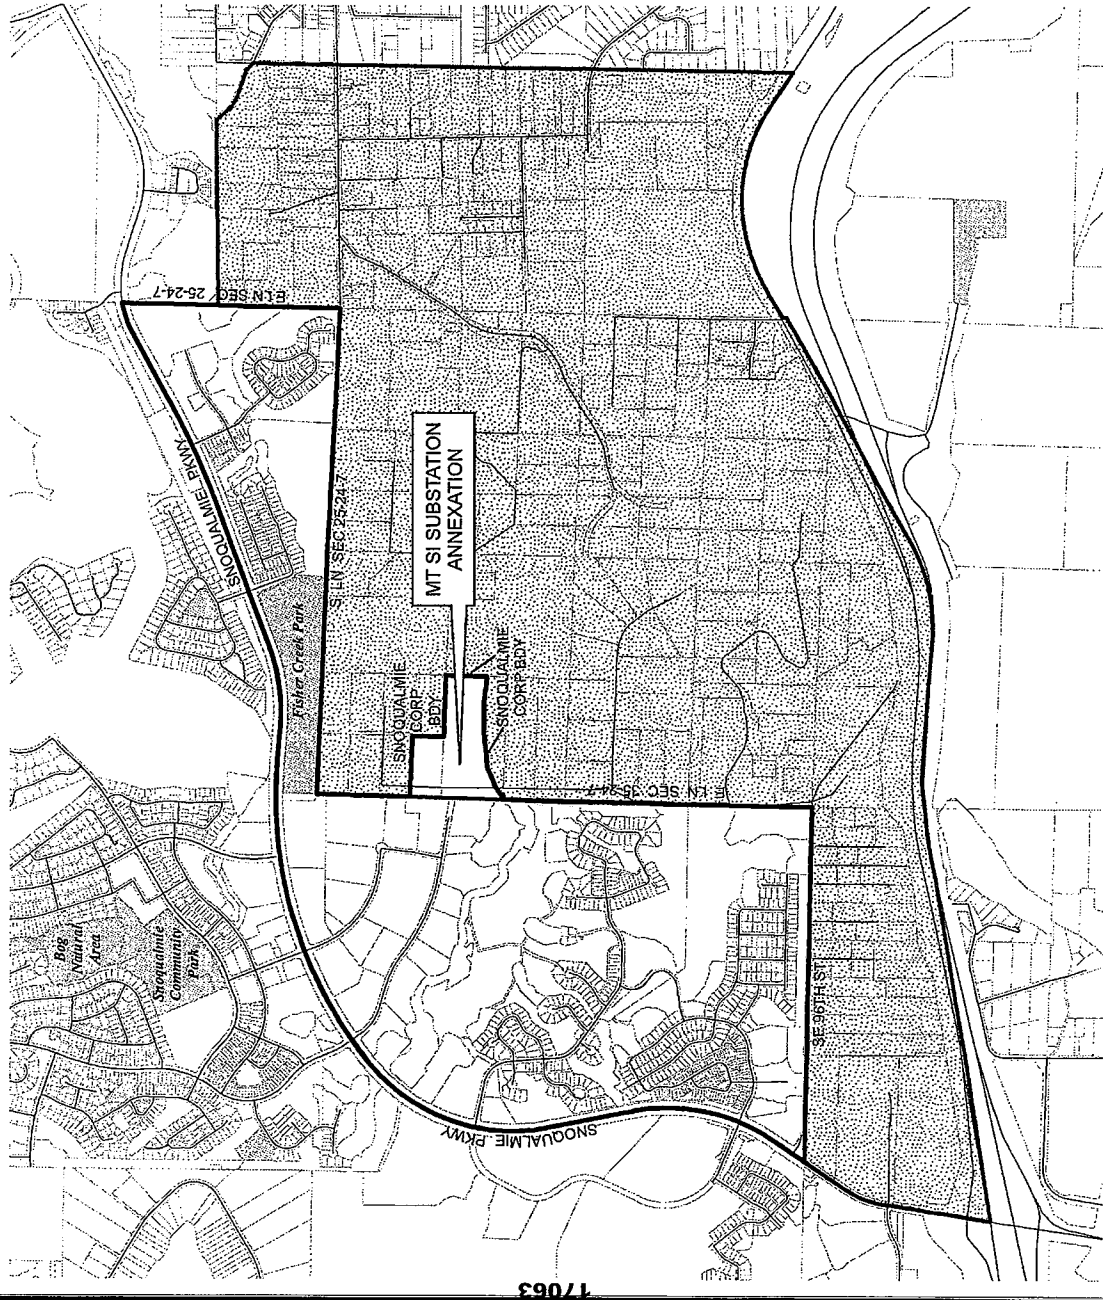 SNOQUALMIE PKWY
E LN SEC 25-24-7
S LN SEC 25-24-7
Fisher Creek Park
MT SI SUBSTATION
ANNEXATION
SNOQUALMIE
CORP
BDY
SNOQUALMIE
CORP BDY
E LN SEC 35-24-7
Bog
Natural
Area
Snoqualmie
Community
Park
SNOQUALMIE PKWY
SE 96TH ST
17063